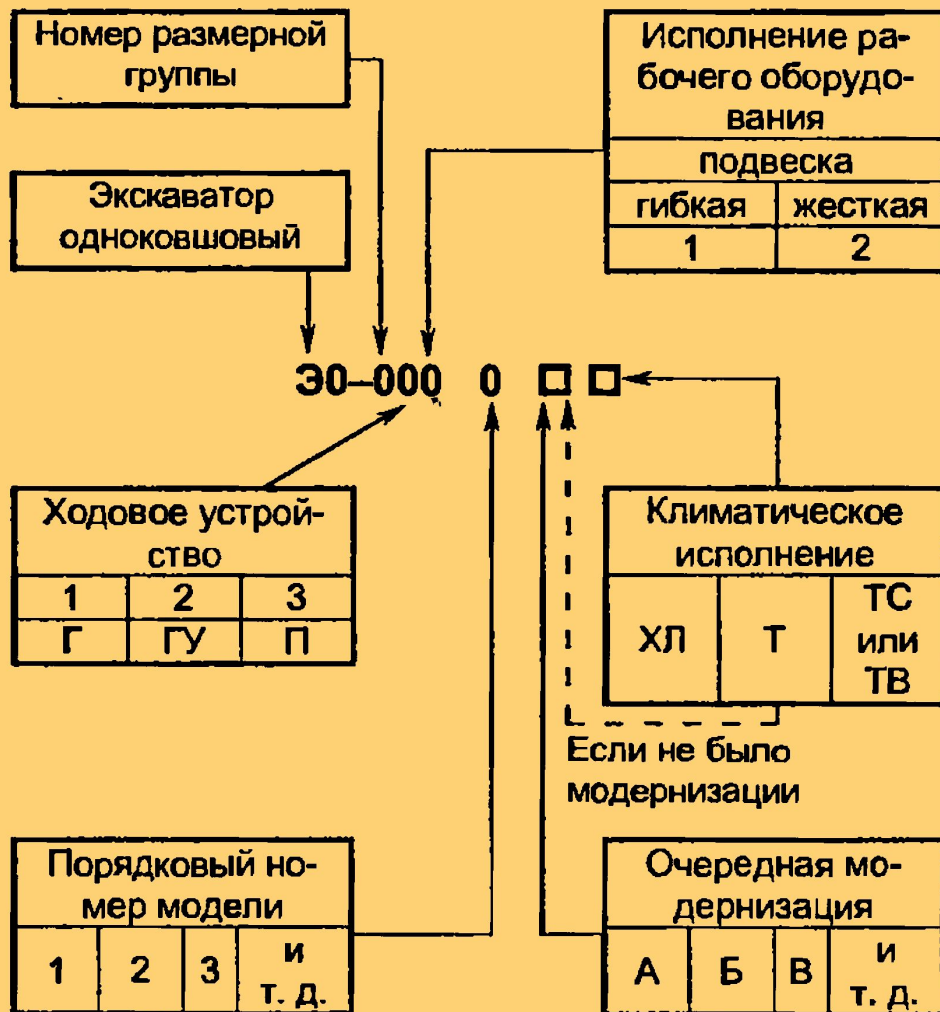 Номер размерной
группы
Исполнение ра-
бочего оборудо-
вания
подвеска
гибкая жесткая
1 2
Экскаватор
одноковшовый
ЭО–000 0 □ □
Ходовое устрой-
ство
1 2 3
Г ГУ П
Климатическое
исполнение
ХЛ Т ТС
или
ТВ
Если не было
модернизации
Порядковый но-
мер модели
1 2 3 и
т. д.
Очередная мо-
дернизация
А Б В и
т. д.